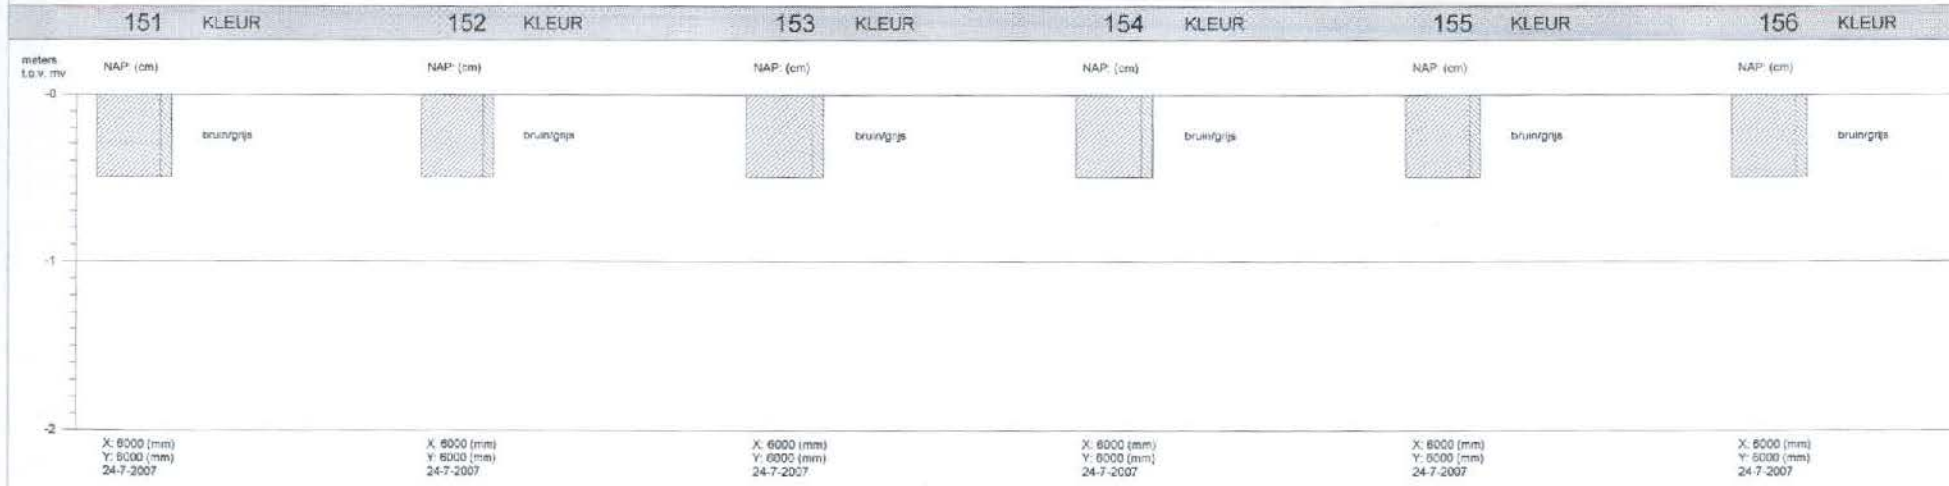 151 KLEUR 152 KLEUR 153 KLEUR 154 KLEUR 155 KLEUR 156 KLEUR
meters
t.o.v. mv
NAP: (cm) NAP: (cm) NAP: (cm) NAP: (cm) NAP: (cm) NAP: (cm)
-0
bruin/grijs bruin/grijs bruin/grijs bruin/grijs bruin/grijs bruin/grijs
-1
-2
X: 6000 (mm) X: 6000 (mm) X: 6000 (mm) X: 6000 (mm) X: 6000 (mm) X: 6000 (mm)
Y: 6000 (mm) Y: 6000 (mm) Y: 6000 (mm) Y: 6000 (mm) Y: 6000 (mm) Y: 6000 (mm)
24-7-2007 24-7-2007 24-7-2007 24-7-2007 24-7-2007 24-7-2007